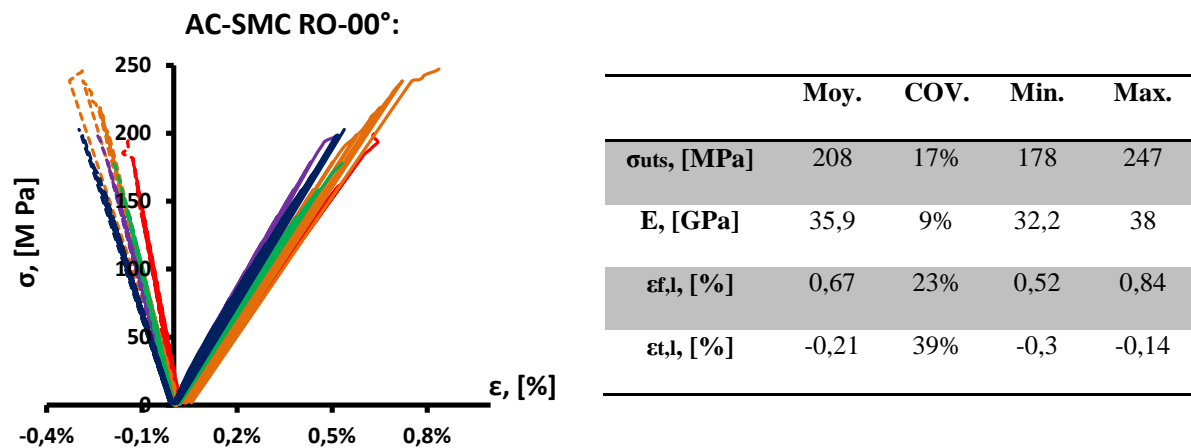 AC-SMC RO-00°:
250
200
150
100
50
0
σ, [M Pa]
ε, [%]
-0,4% -0,1% 0,2% 0,5% 0,8%
Moy. COV. Min. Max.
σuts, [MPa] 208 17% 178 247
E, [GPa] 35,9 9% 32,2 38
εf,l, [%] 0,67 23% 0,52 0,84
εt,l, [%] -0,21 39% -0,3 -0,14